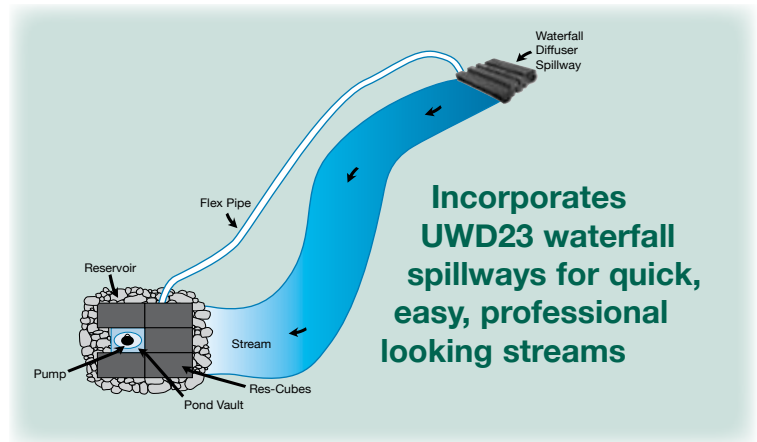 Waterfall
Diffuser
Spillway
Flex Pipe
Incorporates
UWD23 waterfall
spillways for quick,
easy, professional
looking streams
Reservoir
Stream
Pump
Res-Cubes
Pond Vault